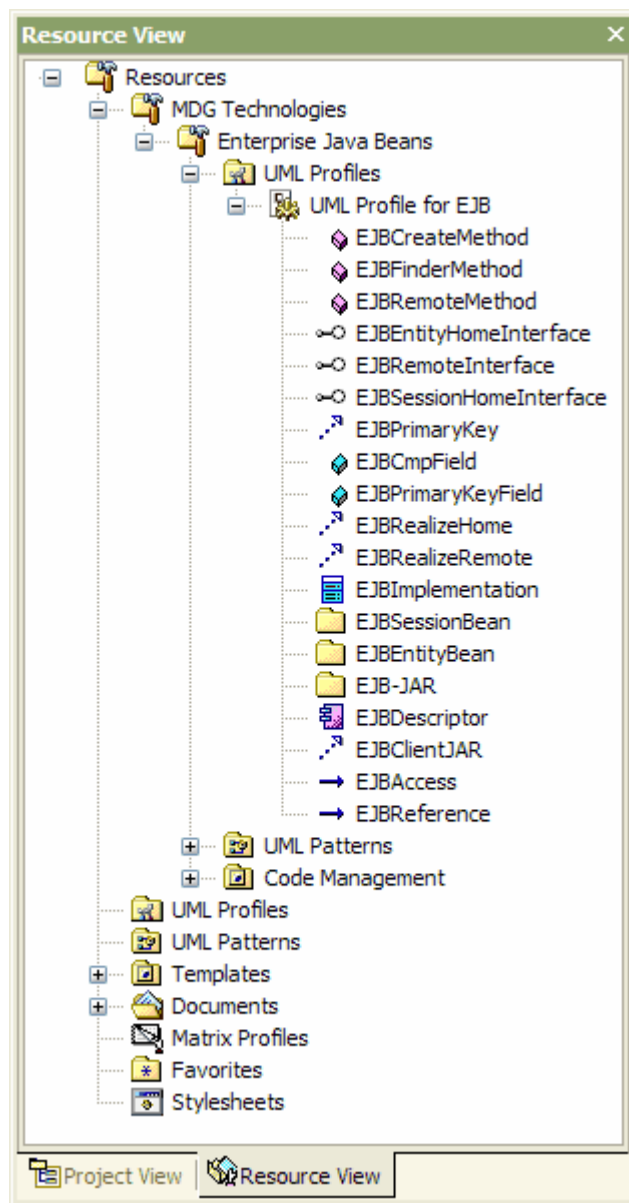 Resource View
Resources
MDG Technologies
Enterprise Java Beans
UML Profiles
UML Profile for EJB
EJBCreateMethod
EJBFinderMethod
EJBRemoteMethod
EJBEntityHomeInterface
EJBRemoteInterface
EJBSessionHomeInterface
EJBPrimaryKey
EJBCmpField
EJBPrimaryKeyField
EJBRealizeHome
EJBRealizeRemote
EJBImplementation
EJBSessionBean
EJBEntityBean
EJB-JAR
EJBDescriptor
EJBClientJAR
EJBAccess
EJBReference
UML Patterns
Code Management
UML Profiles
UML Patterns
Templates
Documents
Matrix Profiles
Favorites
Stylesheets
Project View Resource View